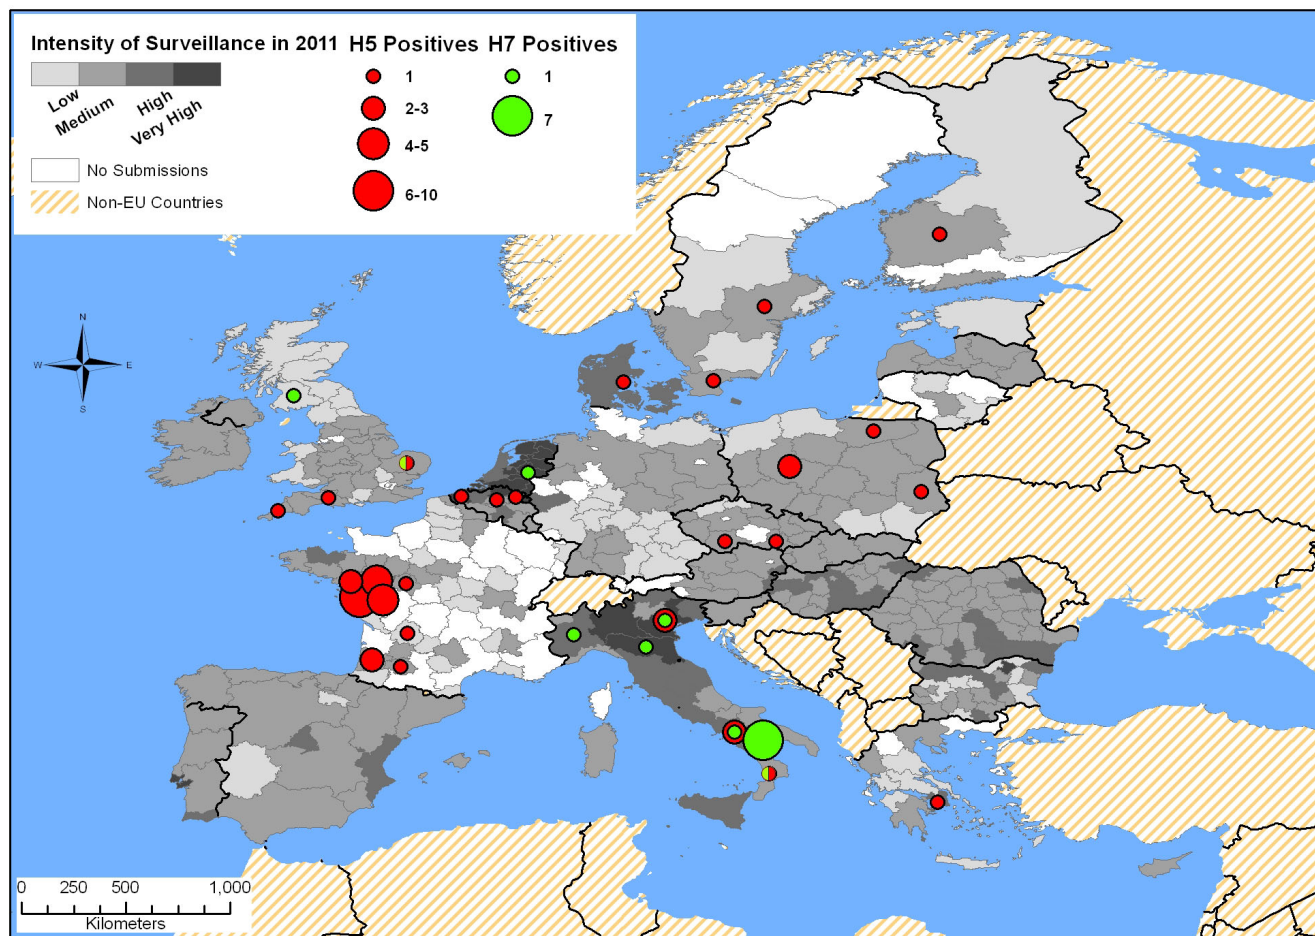 Intensity of Surveillance in 2011 H5 Positives H7 Positives
Low
Medium
High
Very High
1
2-3
4-5
6-10
1
7
No Submissions
Non-EU Countries
N
W E
S
0 250 500 1,000
Kilometers